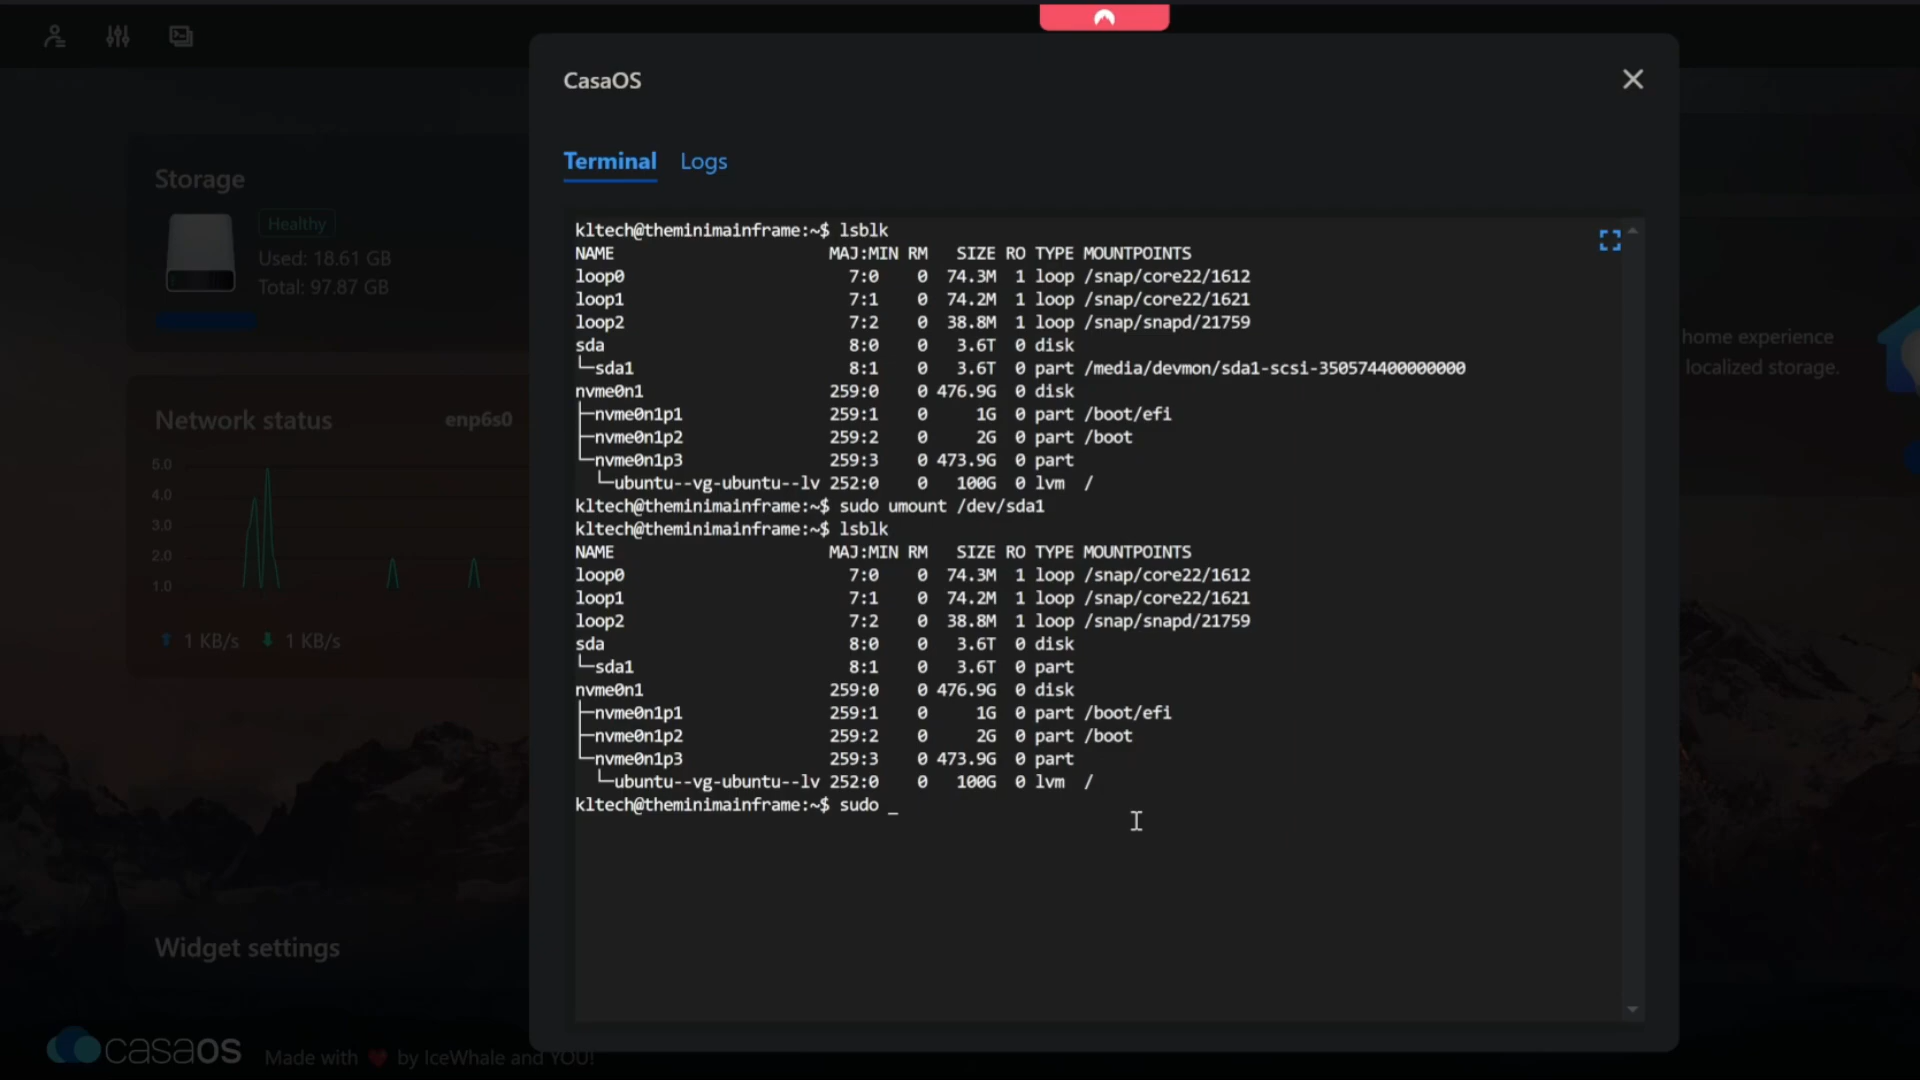 CasaOS
Terminal Logs
Storage
Healthy
Used: 18.61 GB
Total: 97.87 GB
Network status enp6s0
5.0
4.0
3.0
2.0
1.0
1 KB/s 1 KB/s
Widget settings
casaos
Made with by IceWhale and YOU!
kltech@theminimainframe:~$ lsblk
NAME MAJ:MIN RM SIZE RO TYPE MOUNTPOINTS
loop0 7:0 0 74.3M 1 loop /snap/core22/1612
loop1 7:1 0 74.2M 1 loop /snap/core22/1621
loop2 7:2 0 38.8M 1 loop /snap/snapd/21759
sda 8:0 0 3.6T 0 disk
└─sda1 8:1 0 3.6T 0 part /media/devmon/sda1-scsi-350574400000000
nvme0n1 259:0 0 476.9G 0 disk
├─nvme0n1p1 259:1 0 1G 0 part /boot/efi
├─nvme0n1p2 259:2 0 2G 0 part /boot
└─nvme0n1p3 259:3 0 473.9G 0 part
└─ubuntu--vg-ubuntu--lv 252:0 0 100G 0 lvm /
kltech@theminimainframe:~$ sudo umount /dev/sda1
kltech@theminimainframe:~$ lsblk
NAME MAJ:MIN RM SIZE RO TYPE MOUNTPOINTS
loop0 7:0 0 74.3M 1 loop /snap/core22/1612
loop1 7:1 0 74.2M 1 loop /snap/core22/1621
loop2 7:2 0 38.8M 1 loop /snap/snapd/21759
sda 8:0 0 3.6T 0 disk
└─sda1 8:1 0 3.6T 0 part
nvme0n1 259:0 0 476.9G 0 disk
├─nvme0n1p1 259:1 0 1G 0 part /boot/efi
├─nvme0n1p2 259:2 0 2G 0 part /boot
└─nvme0n1p3 259:3 0 473.9G 0 part
└─ubuntu--vg-ubuntu--lv 252:0 0 100G 0 lvm /
kltech@theminimainframe:~$ sudo _
home experience
localized storage.